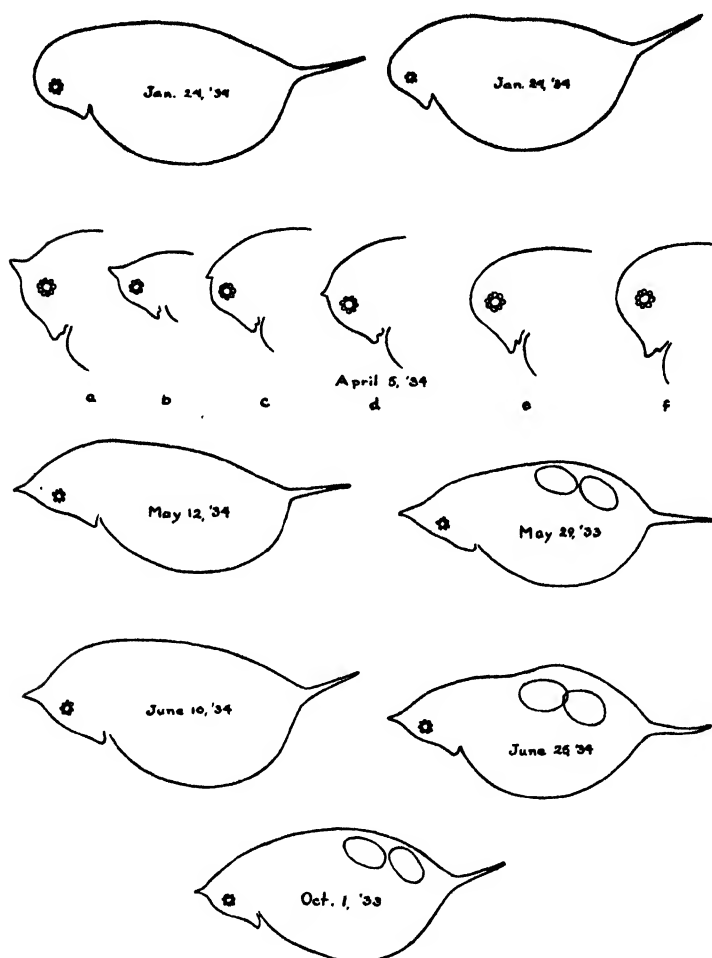 Jan. 24, '34
Jan. 24, '34
April 5, '34
a b c d e f
May 12, '34
May 29, '33
June 10, '34
June 25, '34
Oct. 1, '33